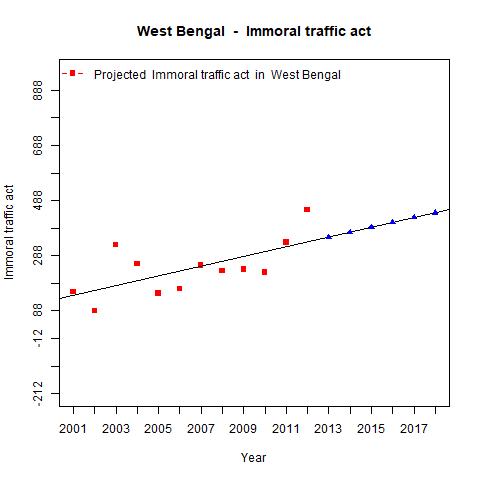 West Bengal - Immoral traffic act
Projected Immoral traffic act in West Bengal
Immoral traffic act
888
688
488
288
88
-12
-212
2001 2003 2005 2007 2009 2011 2013 2015 2017
Year